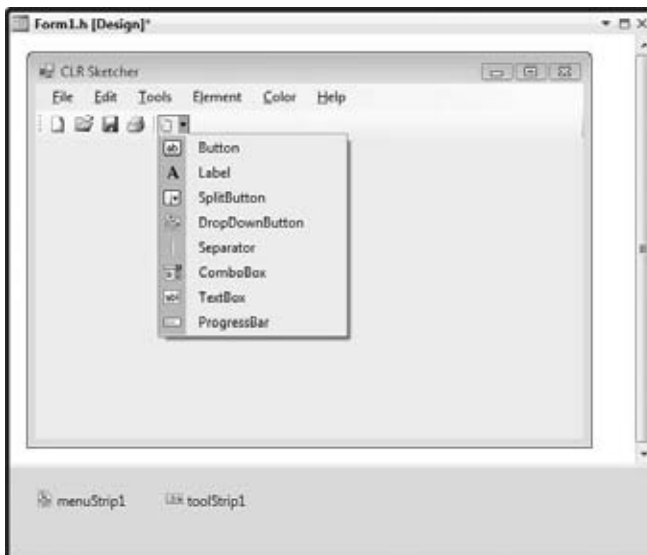 Form1.h [Design]*
CLR Sketcher
File Edit Tools Element Color Help
Button
A Label
SplitButton
DropDownButton
Separator
ComboBox
TextBox
ProgressBar
menuStrip1 toolStrip1